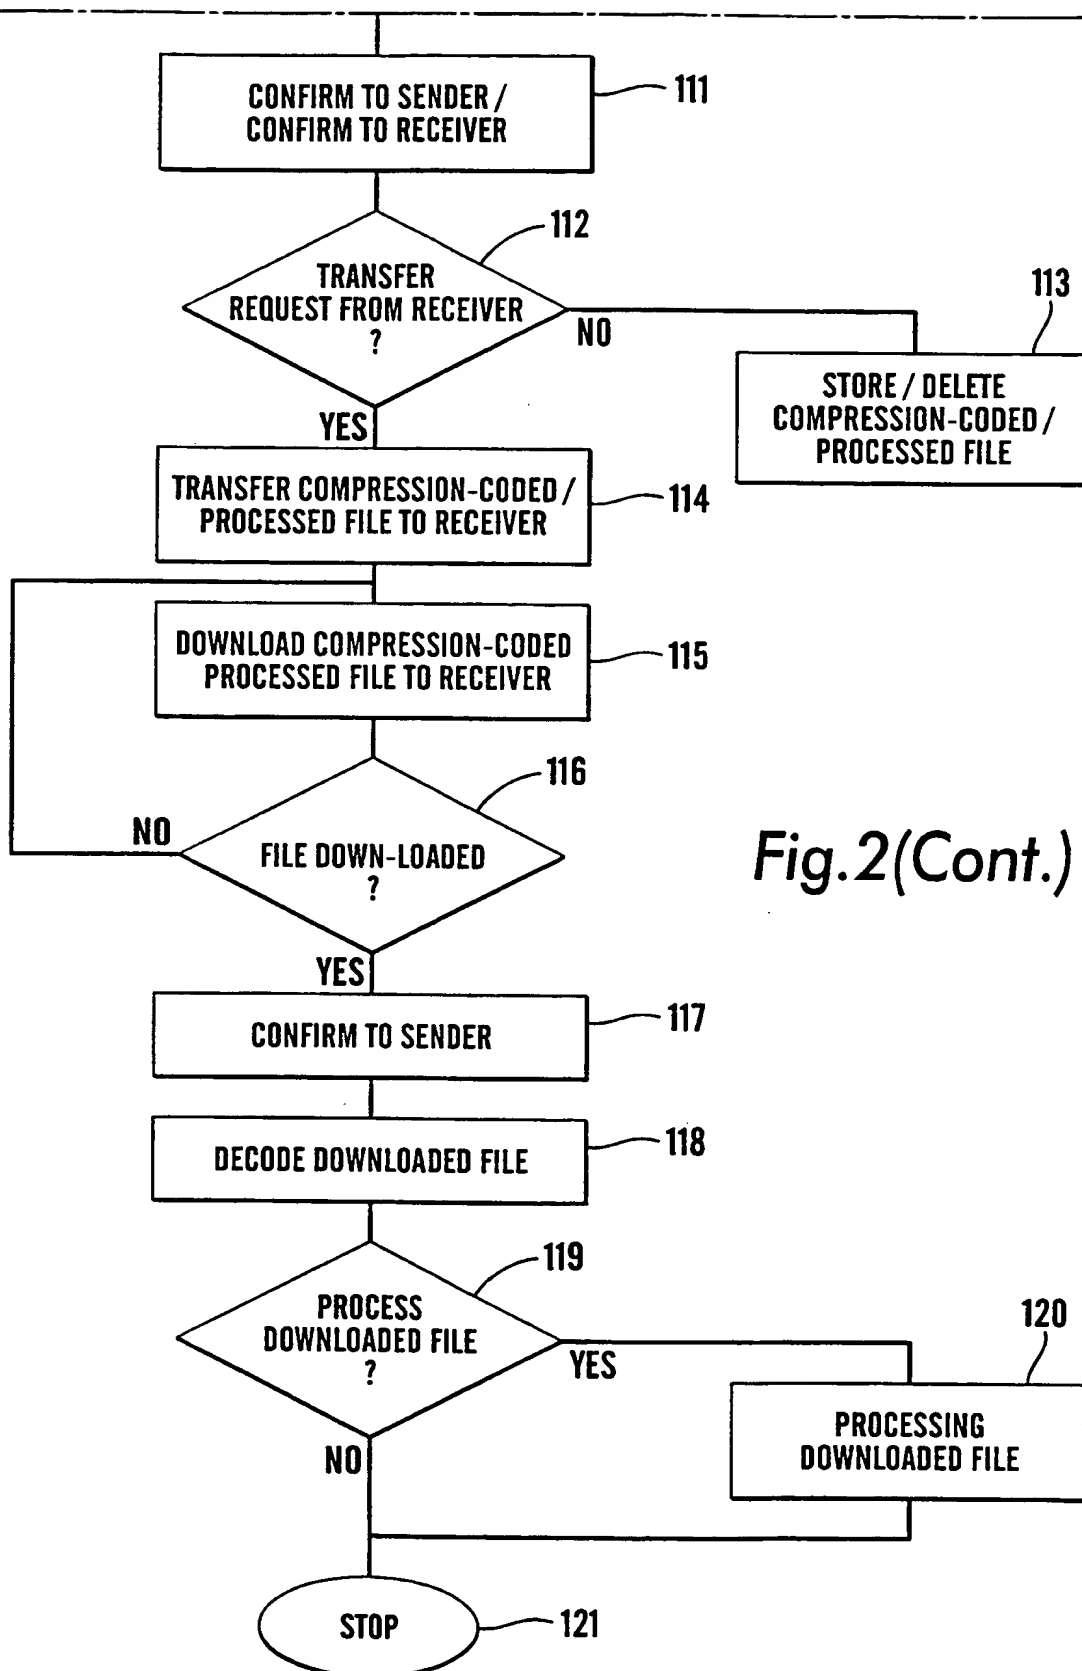 CONFIRM TO SENDER /
CONFIRM TO RECEIVER
111
112
TRANSFER
REQUEST FROM RECEIVER
?
NO
113
STORE / DELETE
COMPRESSION-CODED /
PROCESSED FILE
YES
TRANSFER COMPRESSION-CODED /
PROCESSED FILE TO RECEIVER
114
DOWNLOAD COMPRESSION-CODED
PROCESSED FILE TO RECEIVER
115
116
NO
FILE DOWN-LOADED
?
Fig.2(Cont.)
YES
CONFIRM TO SENDER
117
DECODE DOWNLOADED FILE
118
119
PROCESS
DOWNLOADED FILE
?
YES
120
PROCESSING
DOWNLOADED FILE
NO
STOP
121